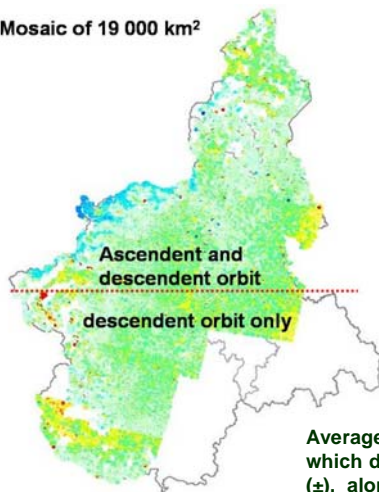 Mosaic of 19 000 km²
Ascendent and
descendent orbit
descendent orbit only
Average
which d
(±), alon